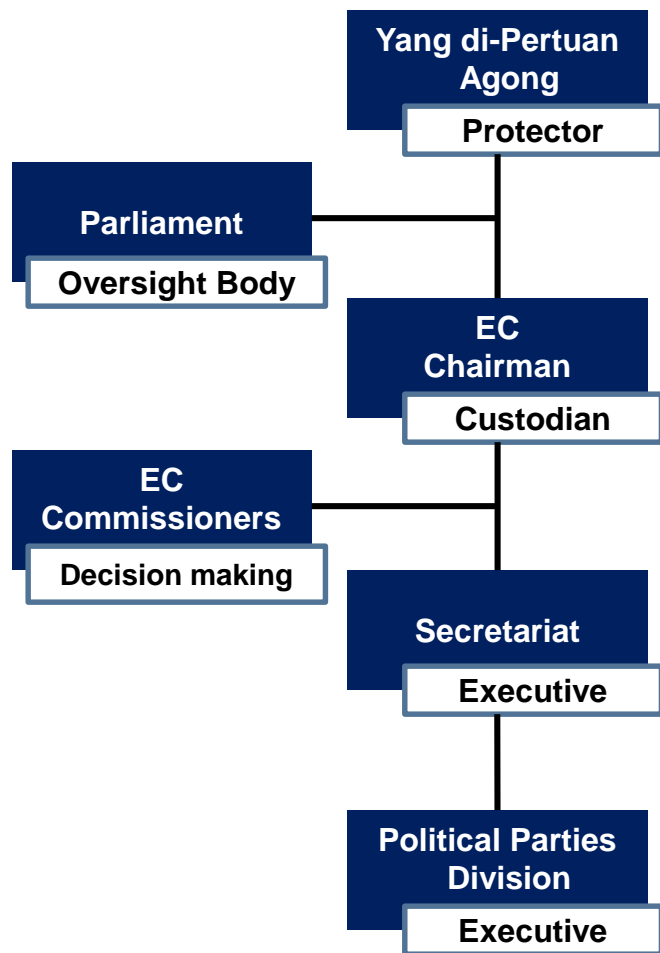 Yang di-Pertuan
Agong
Protector
Parliament
Oversight Body
EC
Chairman
Custodian
EC
Commissioners
Decision making
Secretariat
Executive
Political Parties
Division
Executive